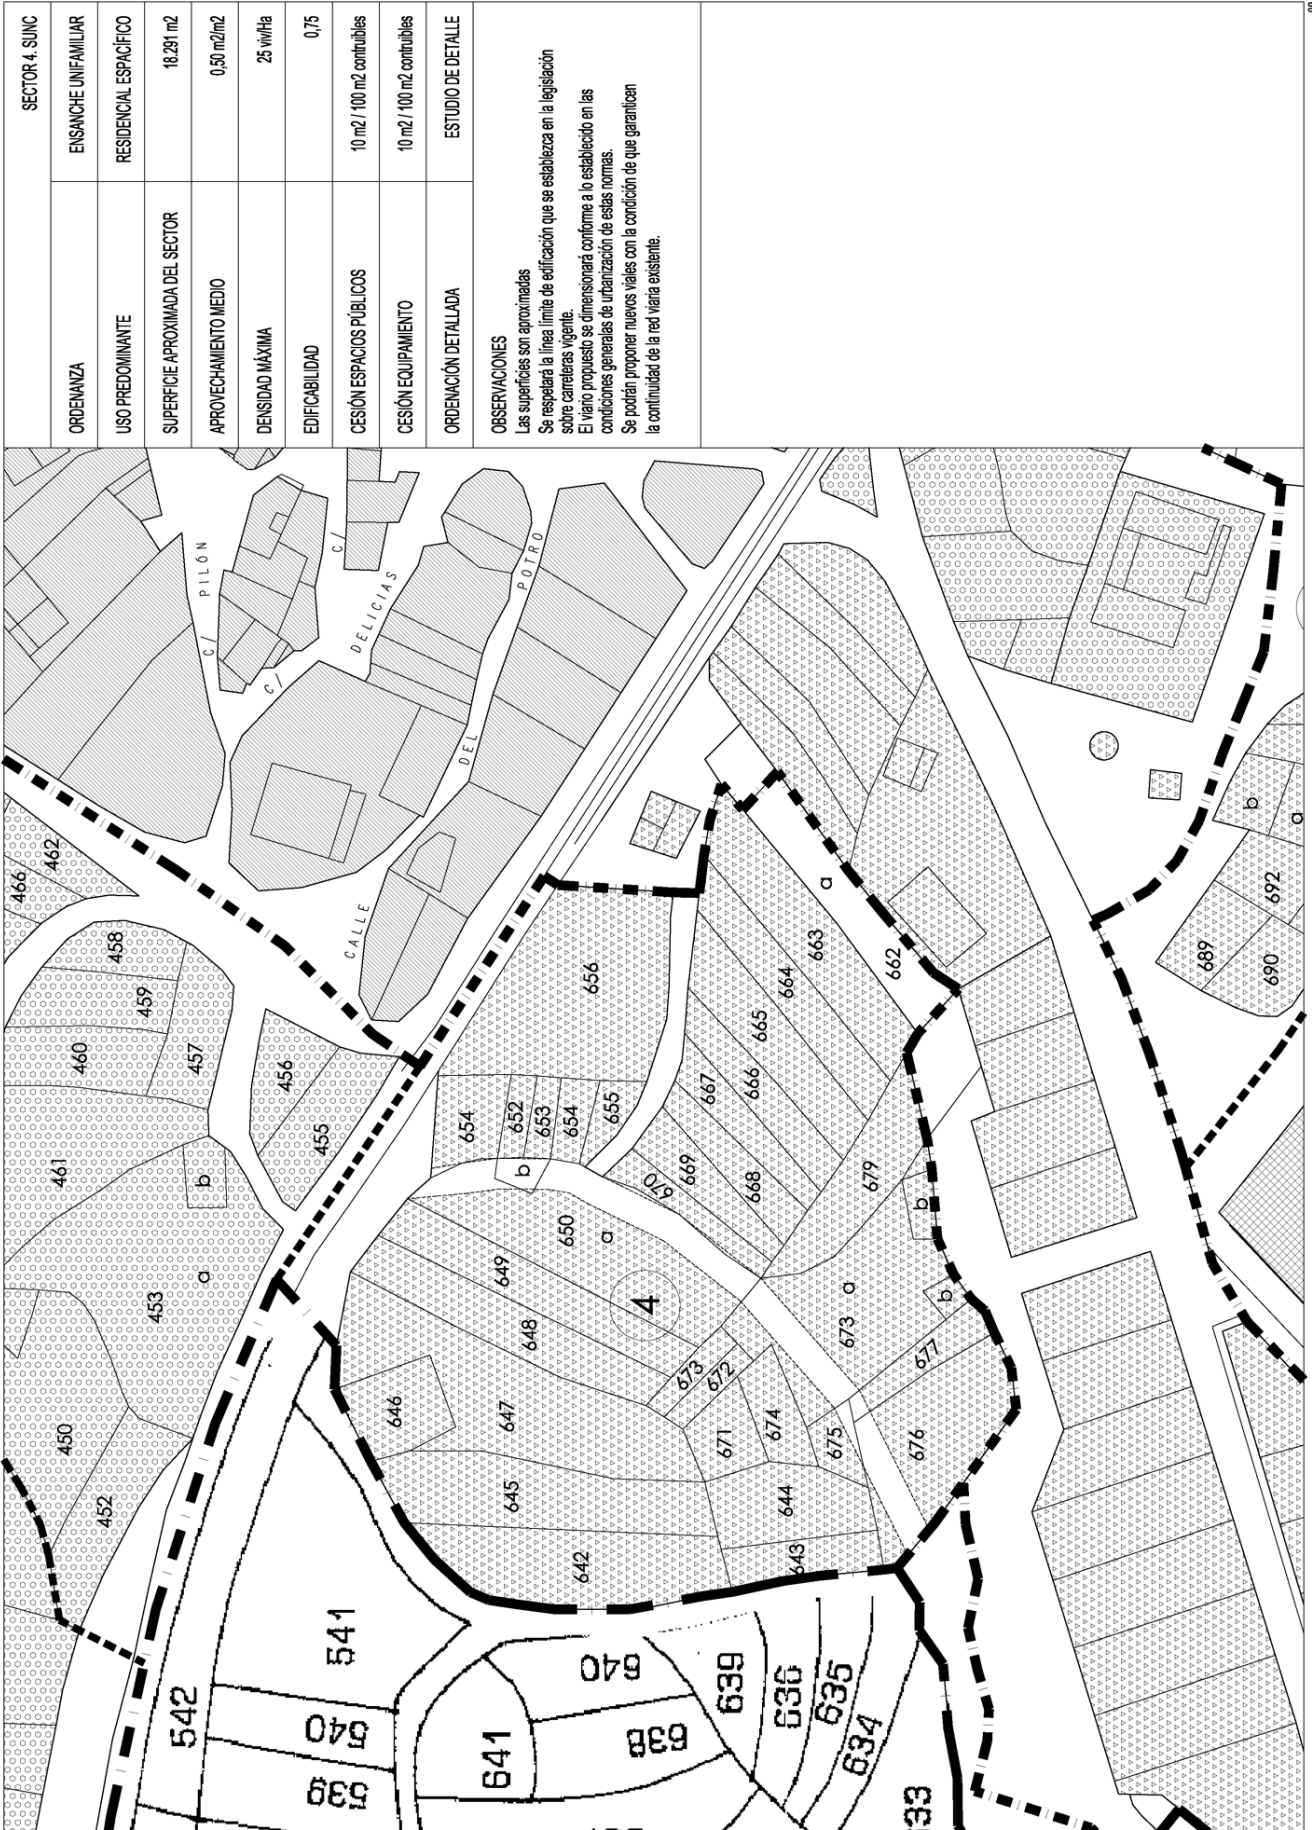 SECTOR 4. SUNC
ORDENANZA ENSANCHE UNIFAMILIAR
USO PREDOMINANTE RESIDENCIAL ESPACÍFICO
SUPERFICIE APROXIMADA DEL SECTOR 18.291 m2
APROVECHAMIENTO MEDIO 0,50 m2/m2
DENSIDAD MÁXIMA 25 viv/Ha
EDIFICABILIDAD 0,75
CESIÓN ESPACIOS PÚBLICOS 10 m2 / 100 m2 contruibles
CESIÓN EQUIPAMIENTO 10 m2 / 100 m2 contruibles
ORDENACIÓN DETALLADA ESTUDIO DE DETALLE
OBSERVACIONES
Las superficies son aproximadas
Se respetará la línea límite de edificación que se establezca en la legislación
sobre carreteras vigente.
El viario propuesto se dimensionará conforme a lo establecido en las
condiciones generalas de urbanización de estas normas.
Se podrán proponer nuevos viales con la condición de que garanticen
la continuidad de la red viaria existente.
C/ PILÓN
C/ DELICIAS
C/
CALLE DEL POTRO
466
462
458
459
460
457
456
455
461
b
a
453
450
452
656
654
652
653
654
655
b
650
a
649
648
4
646
647
645
642
673
672
671
674
675
644
643
676
677
673
a
b
b
679
670
669
668
667
666
665
664
663
662
a
b
a
692
689
690
542
541
540
539
641
640
638
639
636
635
634